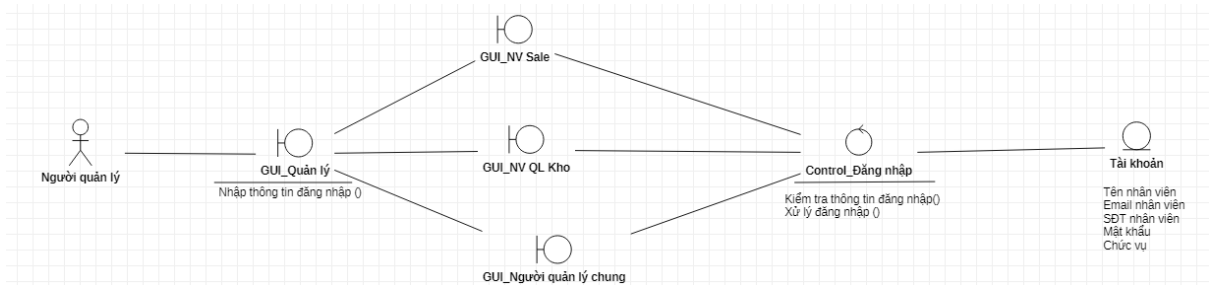 GUI_NV Sale
Người quản lý
GUI_Quản lý
Nhập thông tin đăng nhập ()
GUI_NV QL Kho
Control_Đăng nhập
Kiểm tra thông tin đăng nhập()
Xử lý đăng nhập ()
Tài khoản
Tên nhân viên
Email nhân viên
SĐT nhân viên
Mật khẩu
Chức vụ
GUI_Người quản lý chung